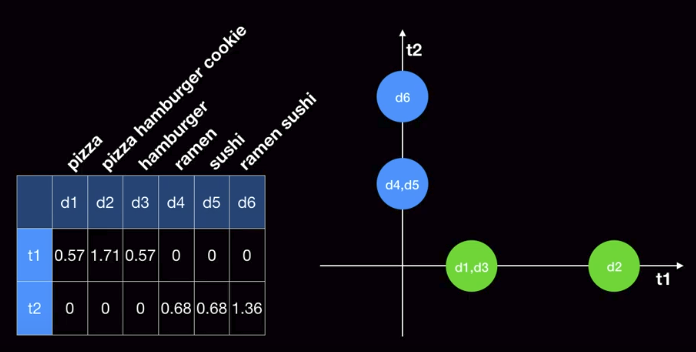 pizza
pizza hamburger cookie
hamburger
ramen
sushi
ramen sushi
d1 d2 d3 d4 d5 d6
t1 0.57 1.71 0.57 0 0 0
t2 0 0 0 0.68 0.68 1.36
t2
d6
d4,d5
d1,d3
d2
t1